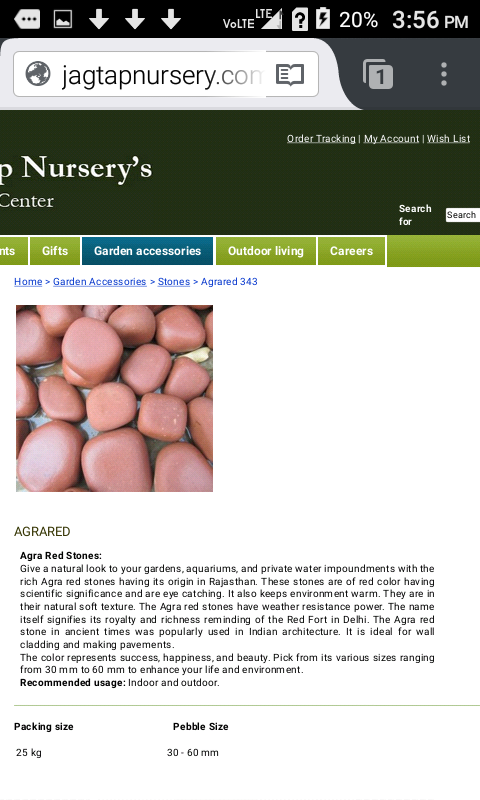 VoLTE LTE 20% 3:56 PM
jagtapnursery.com 1
Order Tracking | My Account | Wish List
p Nursery's
Center
Search for Search
nts Gifts Garden accessories Outdoor living Careers
Home > Garden Accessories > Stones > Agrared 343
AGRARED
Agra Red Stones:
Give a natural look to your gardens, aquariums, and private water impoundments with the
rich Agra red stones having its origin in Rajasthan. These stones are of red color having
scientific significance and are eye catching. It also keeps environment warm. They are in
their natural soft texture. The Agra red stones have weather resistance power. The name
itself signifies its royalty and richness reminding of the Red Fort in Delhi. The Agra red
stone in ancient times was popularly used in Indian architecture. It is ideal for wall
cladding and making pavements.
The color represents success, happiness, and beauty. Pick from its various sizes ranging
from 30 mm to 60 mm to enhance your life and environment.
Recommended usage: Indoor and outdoor.
Packing size Pebble Size
25 kg 30 - 60 mm